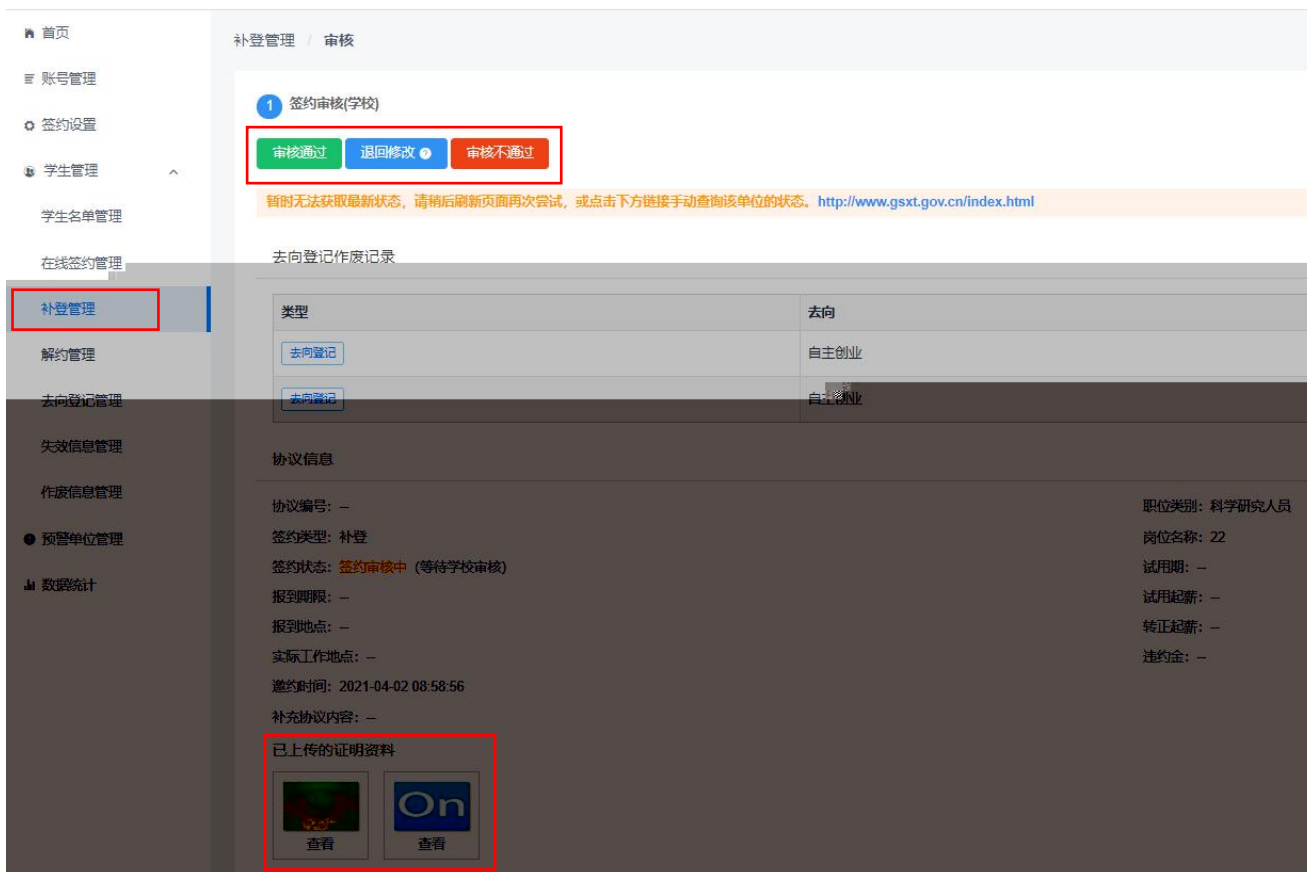 首页
账号管理
签约设置
学生管理
学生名单管理
在线签约管理
补登管理
解约管理
去向登记管理
失效信息管理
作废信息管理
预警单位管理
数据统计
补登管理 / 审核
1 签约审核(学校)
审核通过 退回修改 ? 审核不通过
暂时无法获取最新状态，请稍后刷新页面再次尝试，或点击下方链接手动查询该单位的状态。http://www.gsxt.gov.cn/index.html
去向登记作废记录
类型 去向
去向登记 自主创业
去向登记 自主创业
协议信息
协议编号：-- 职位类别：科学研究人员
签约类型：补登 岗位名称：22
签约状态：签约审核中 (等待学校审核) 试用期：--
报到期限：-- 试用起薪：--
报到地点：-- 转正起薪：--
实际工作地点：-- 违约金：--
邀约时间：2021-04-02 08:58:56
补充协议内容：--
已上传的证明资料
On
查看 查看